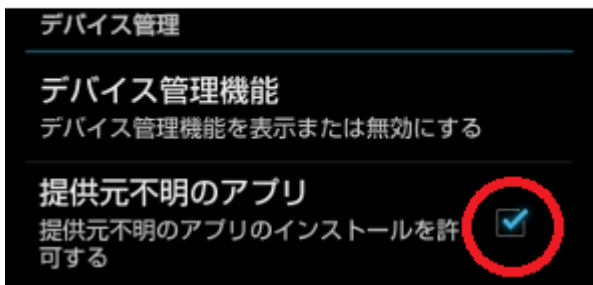 デバイス管理
デバイス管理機能
デバイス管理機能を表示または無効にする
提供元不明のアプリ
提供元不明のアプリのインストールを許
可する